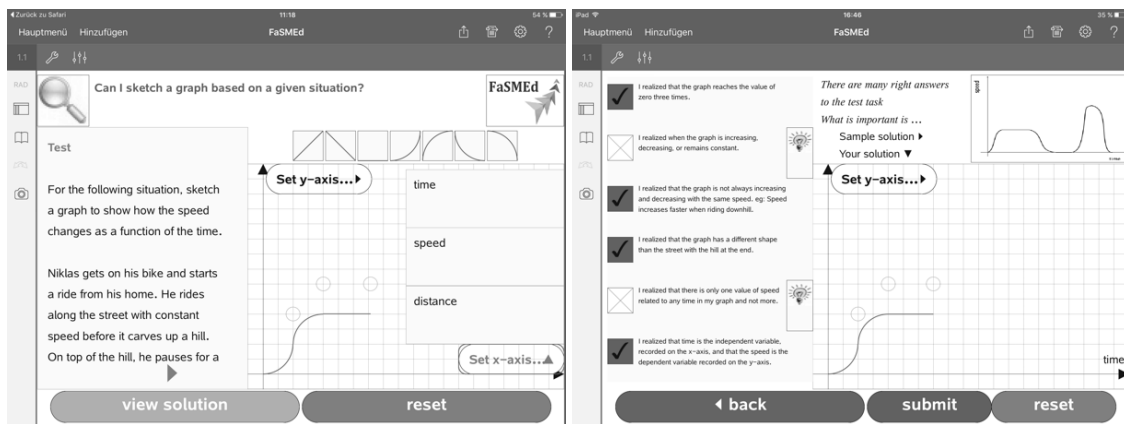 Zurück zu Safari
11:18
54 %
Hauptmenü Hinzufügen
FaSMEd
?
1.1
RAD
Can I sketch a graph based on a given situation?
FaSMEd
Test
For the following situation, sketch
a graph to show how the speed
changes as a function of the time.
Niklas gets on his bike and starts
a ride from his home. He rides
along the street with constant
speed before it carves up a hill.
On top of the hill, he pauses for a
Set y-axis...
time
speed
distance
Set x-axis...
view solution
reset
iPad
16:46
35 %
Hauptmenü Hinzufügen
FaSMEd
?
1.1
RAD
I realized that the graph reaches the value of
zero three times.
I realized when the graph is increasing,
decreasing, or remains constant.
I realized that the graph is not always increasing
and decreasing with the same speed. eg: Speed
increases faster when riding downhill.
I realized that the graph has a different shape
than the street with the hill at the end.
I realized that there is only one value of speed
related to any time in my graph and not more.
I realized that time is the independent variable,
recorded on the x-axis, and that the speed is the
dependent variable recorded on the y-axis.
There are many right answers
to the test task
What is important is ...
Sample solution
Your solution
speed
Set y-axis...
time
back
submit
reset